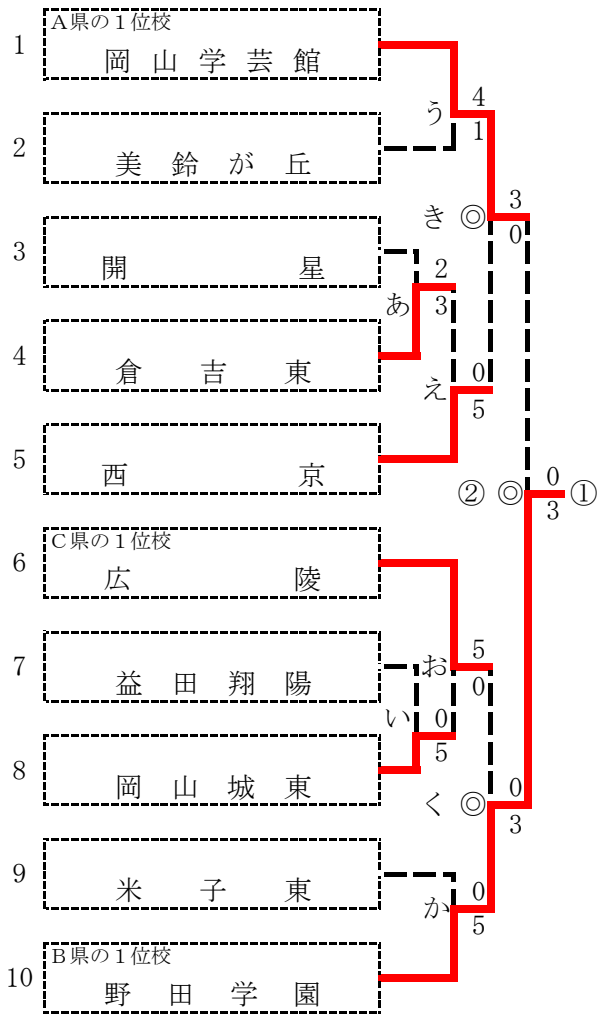 1
A県の1位校
岡山学芸館
う
4
1
2
美鈴が丘
き ◎
3
0
3
開星
あ
2
3
4
倉吉東
え
0
5
5
西京
② ◎
0
3
①
6
C県の1位校
広陵
お
5
0
7
益田翔陽
い
0
5
8
岡山城東
く ◎
0
3
9
米子東
か
0
5
10
B県の1位校
野田学園